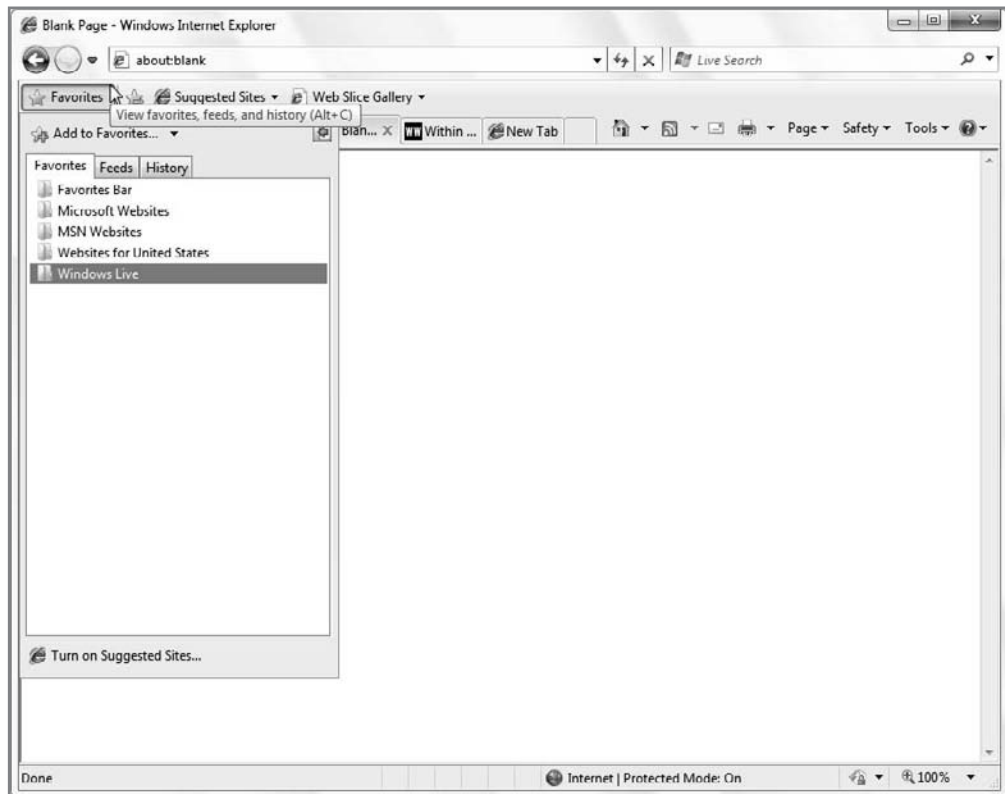 Blank Page - Windows Internet Explorer
about:blank
Live Search
Favorites
Suggested Sites
Web Slice Gallery
View favorites, feeds, and history (Alt+C)
Add to Favorites...
Blan...
Within ...
New Tab
Page
Safety
Tools
Favorites
Feeds
History
Favorites Bar
Microsoft Websites
MSN Websites
Websites for United States
Windows Live
Turn on Suggested Sites...
Done
Internet | Protected Mode: On
100%